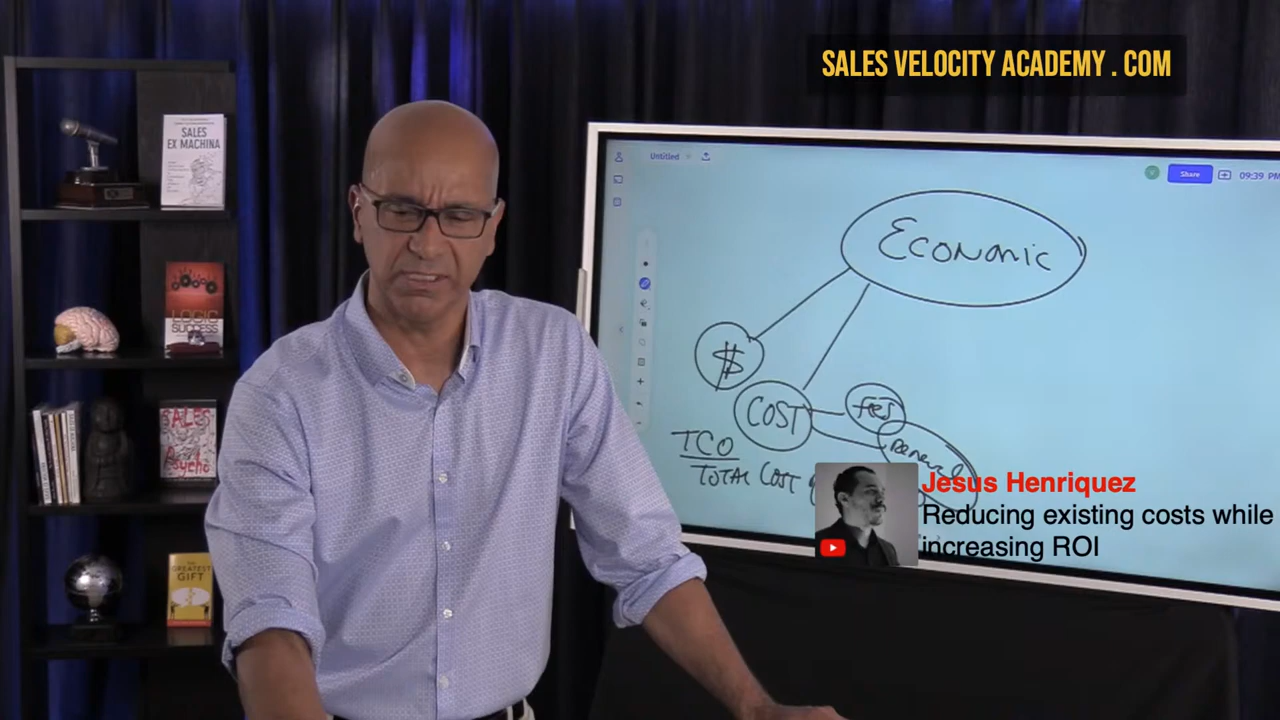 SALES VELOCITY ACADEMY . COM
SALES
EX MACHINA
LOGIC
SUCCESS
SALES
Psycho
GREATEST
GIFT
Untitled
Share
09:39 PM
Economic
$
COST
fees
Renewal
TCO
TOTAL COST
Jesus Henriquez
Reducing existing costs while
increasing ROI